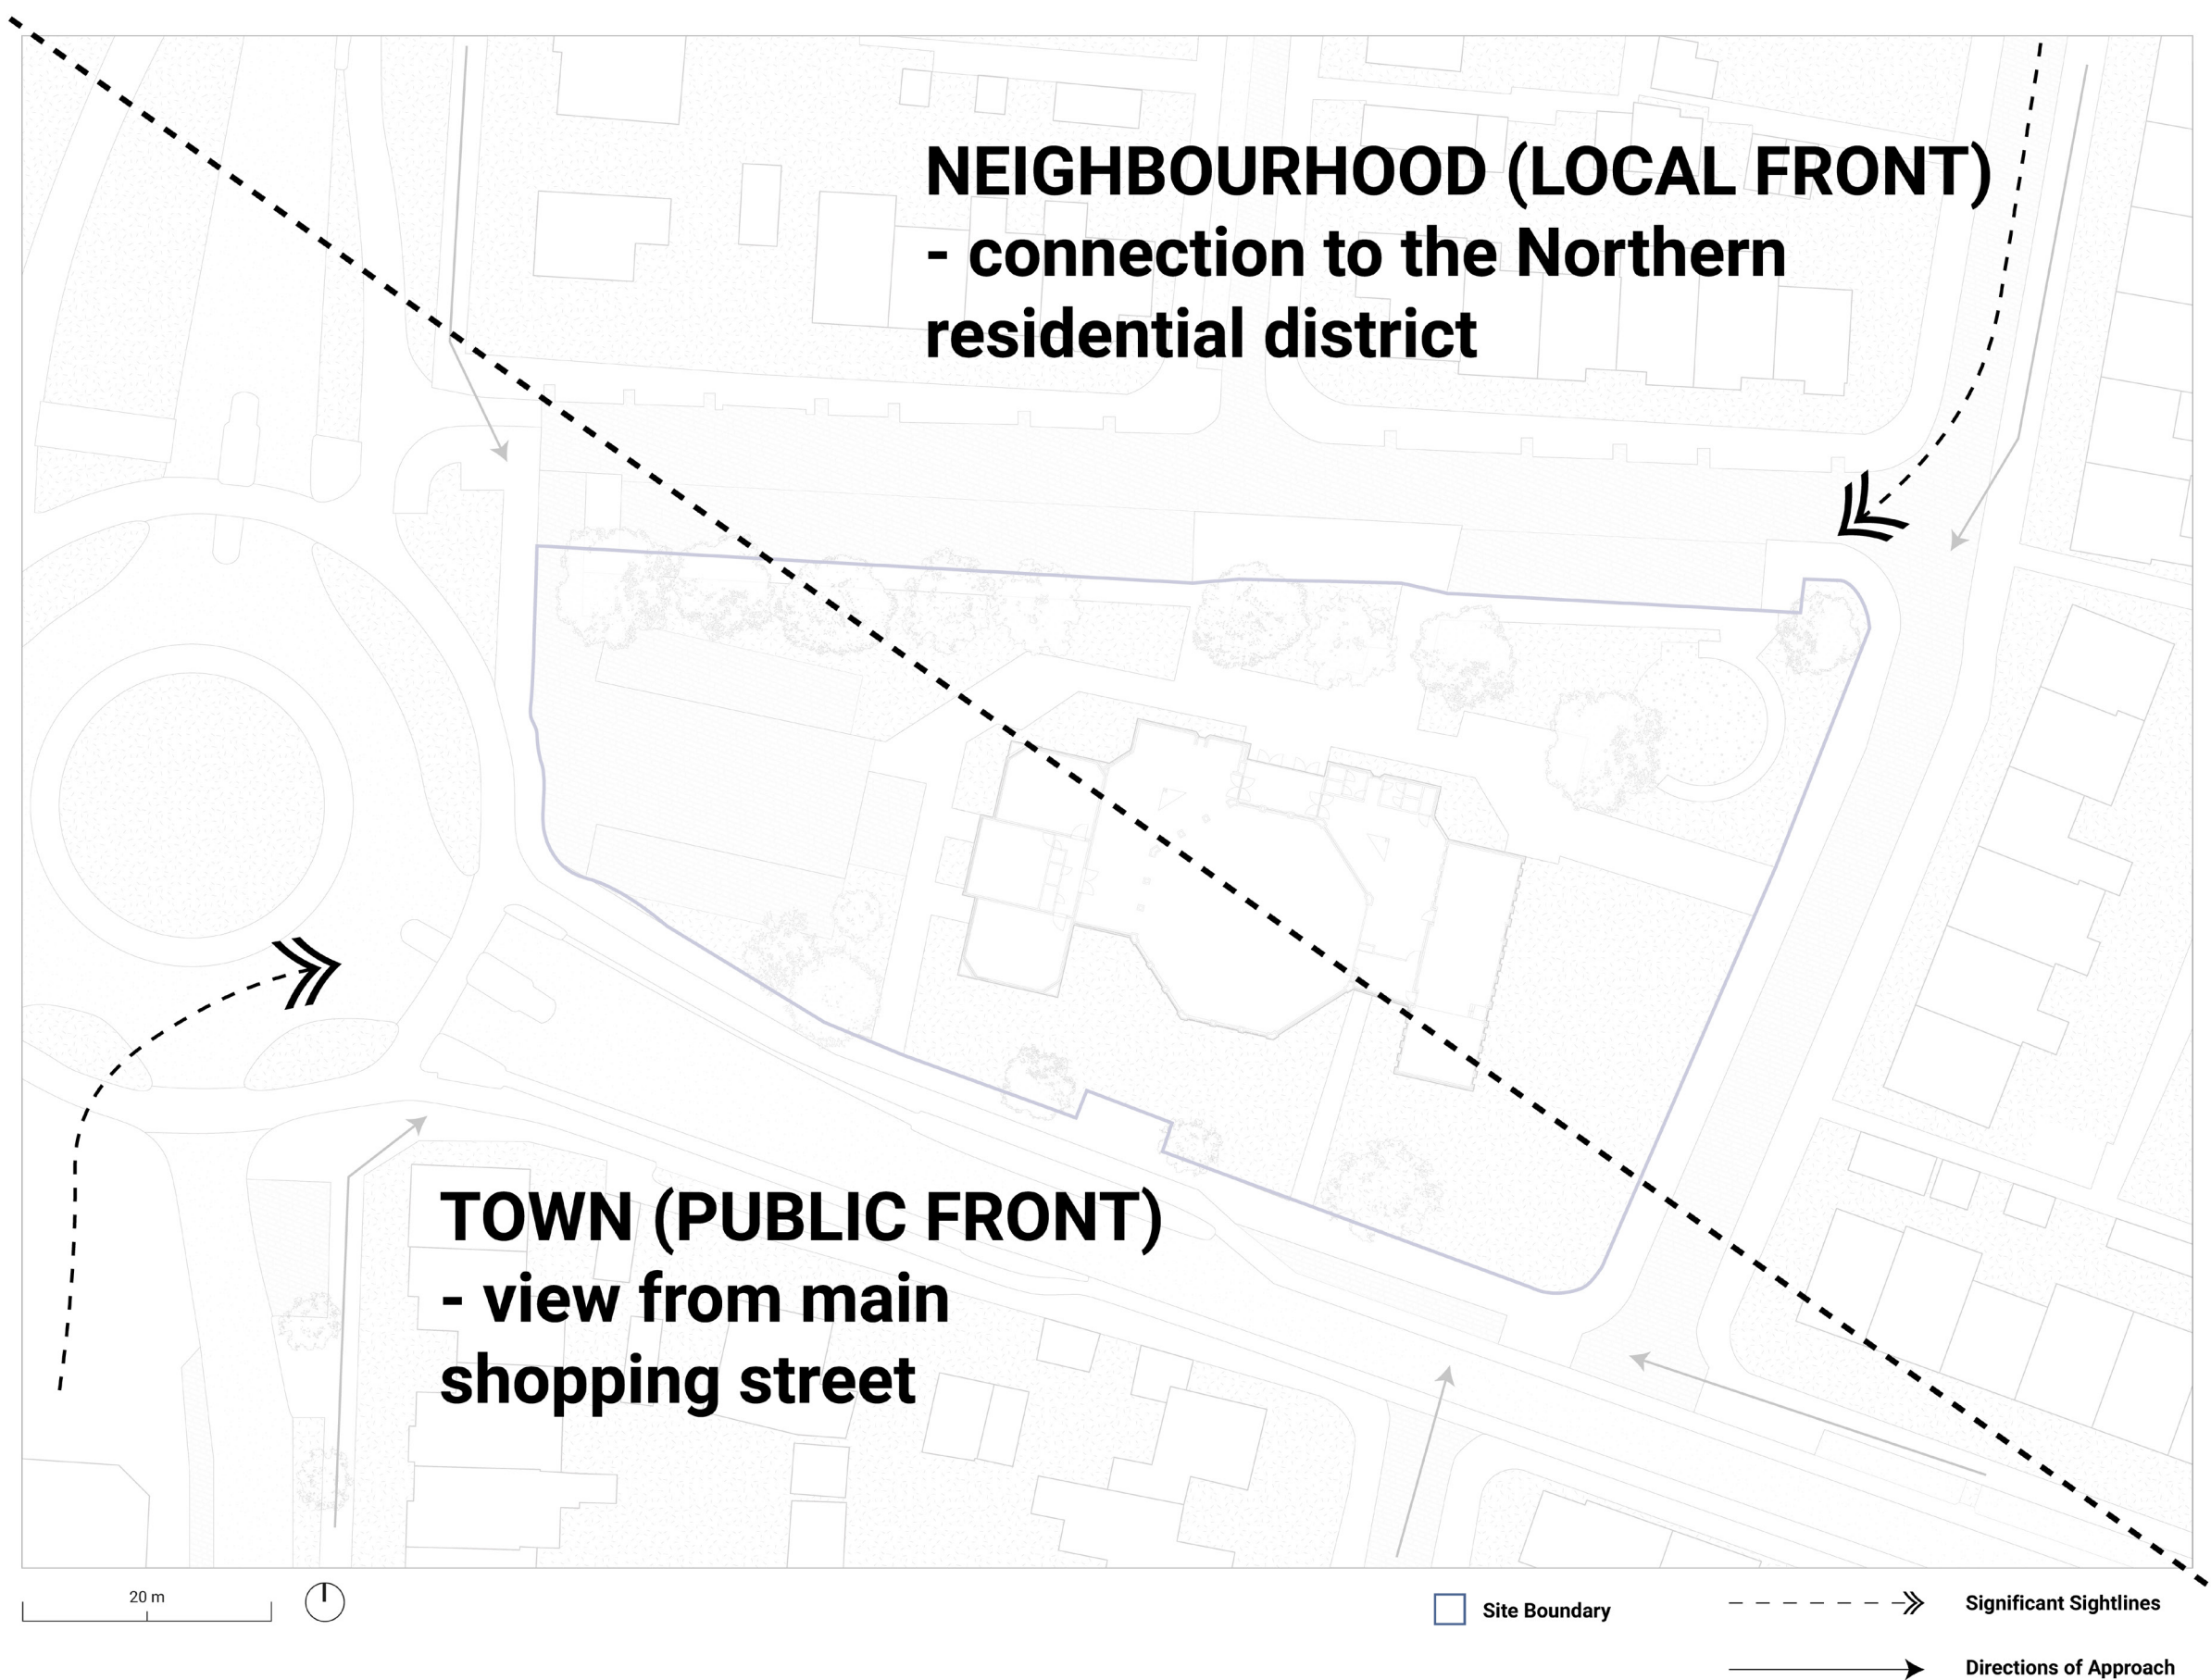 NEIGHBOURHOOD (LOCAL FRONT)
- connection to the Northern
residential district
TOWN (PUBLIC FRONT)
- view from main
shopping street
20 m
Site Boundary
Significant Sightlines
Directions of Approach